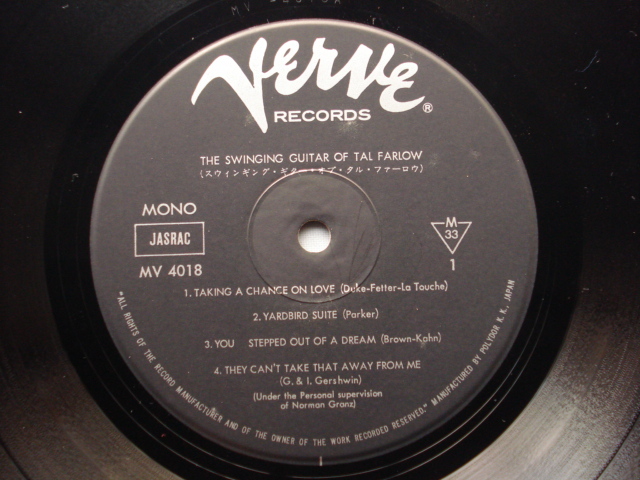 Verve
RECORDS ®
THE SWINGING GUITAR OF TAL FARLOW
(スウィンギング・ギター・オブ・タル・ファーロウ)
MONO
JASRAC
MV 4018
M
33
1
1. TAKING A CHANCE ON LOVE (Duke-Fetter-La Touche)
2. YARDBIRD SUITE (Parker)
3. YOU STEPPED OUT OF A DREAM (Brown-Kahn)
4. THEY CAN'T TAKE THAT AWAY FROM ME
(G. & I. Gershwin)
(Under the Personal supervision
of Norman Granz)
"ALL RIGHTS OF THE RECORD MANUFACTURER AND OF THE OWNER OF THE WORK RECORDED RESERVED." MANUFACTURED BY POLYDOR K. K., JAPAN